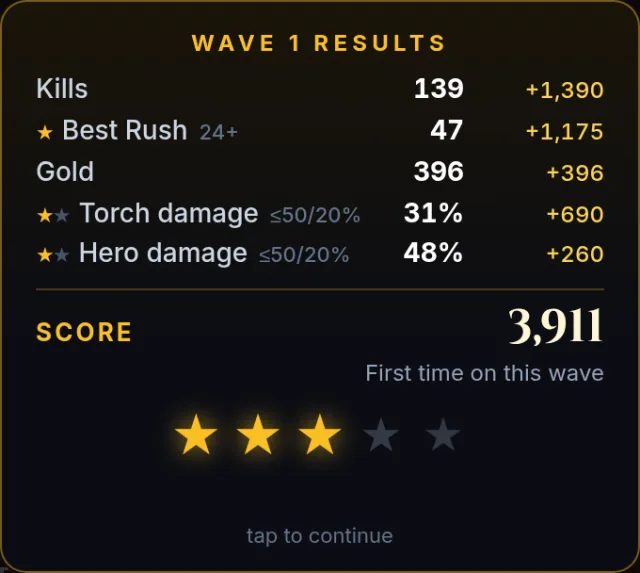 WAVE 1 RESULTS
Kills 139 +1,390
★ Best Rush 24+ 47 +1,175
Gold 396 +396
★★ Torch damage ≤50/20% 31% +690
★★ Hero damage ≤50/20% 48% +260
SCORE 3,911
First time on this wave
tap to continue